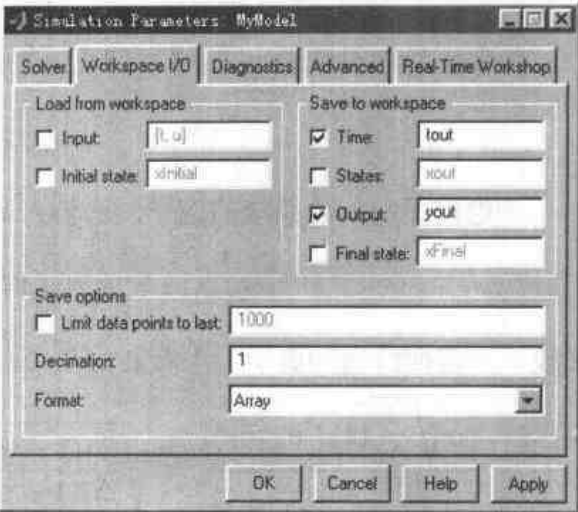 Simulation Parameters: MyModel
Solver Workspace I/O Diagnostics Advanced Real-Time Workshop
Load from workspace
Input: [t, u]
Initial state: xInitial
Save to workspace
Time: tout
States: xout
Output: yout
Final state: xFinal
Save options
Limit data points to last: 1000
Decimation: 1
Format: Array
OK Cancel Help Apply